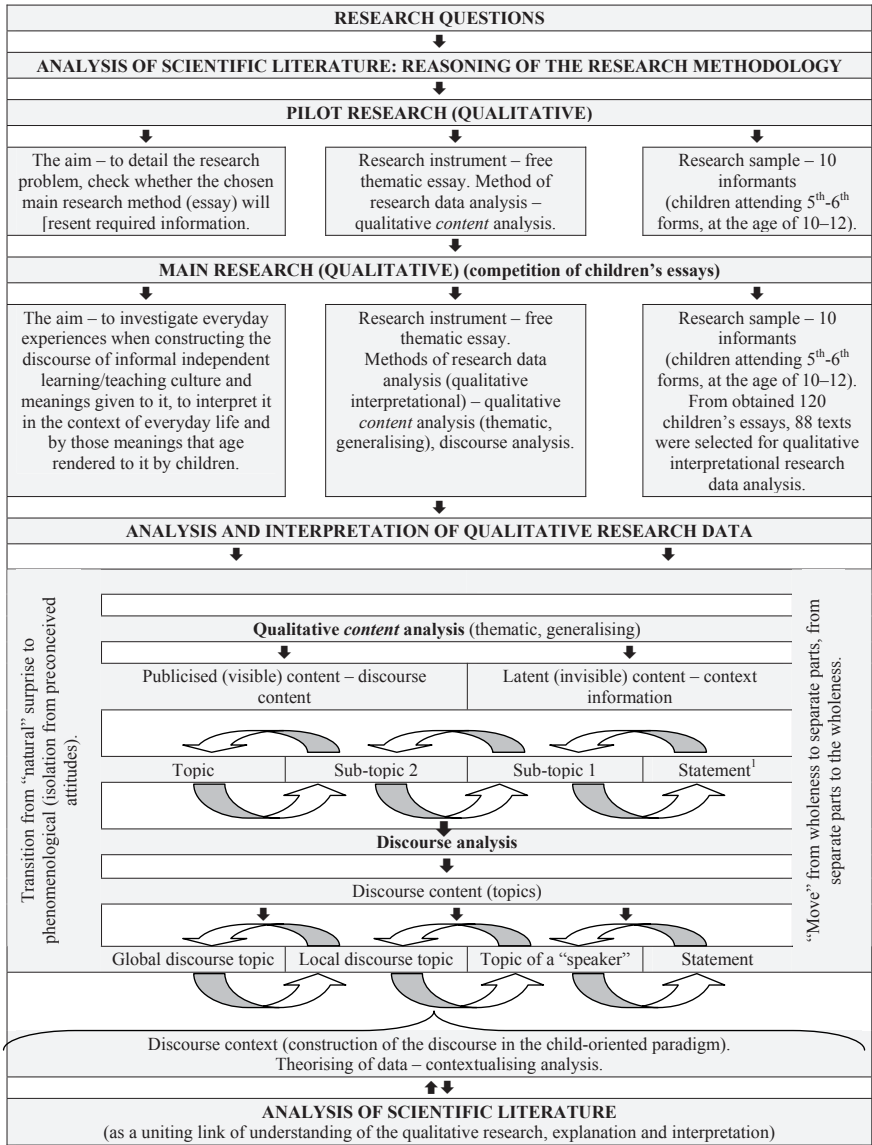 RESEARCH QUESTIONS
ANALYSIS OF SCIENTIFIC LITERATURE: REASONING OF THE RESEARCH METHODOLOGY
PILOT RESEARCH (QUALITATIVE)
The aim – to detail the research
problem, check whether the chosen
main research method (essay) will
[resent required information.
Research instrument – free
thematic essay. Method of
research data analysis –
qualitative content analysis.
Research sample – 10
informants
(children attending 5th-6th
forms, at the age of 10–12).
MAIN RESEARCH (QUALITATIVE) (competition of children's essays)
The aim – to investigate everyday
experiences when constructing the
discourse of informal independent
learning/teaching culture and
meanings given to it, to interpret it
in the context of everyday life and
by those meanings that age
rendered to it by children.
Research instrument – free
thematic essay.
Methods of research data
analysis (qualitative
interpretational) – qualitative
content analysis (thematic,
generalising), discourse analysis.
Research sample – 10
informants
(children attending 5th-6th
forms, at the age of 10–12).
From obtained 120
children's essays, 88 texts
were selected for qualitative
interpretational research
data analysis.
ANALYSIS AND INTERPRETATION OF QUALITATIVE RESEARCH DATA
Transition from "natural" surprise to
phenomenological (isolation from preconceived
attitudes).
Qualitative content analysis (thematic, generalising)
Publicised (visible) content – discourse
content
Latent (invisible) content – context
information
Topic
Sub-topic 2
Sub-topic 1
Statement1
Discourse analysis
Discourse content (topics)
Global discourse topic
Local discourse topic
Topic of a "speaker"
Statement
"Move" from wholeness to separate parts, from
separate parts to the wholeness.
Discourse context (construction of the discourse in the child-oriented paradigm).
Theorising of data – contextualising analysis.
ANALYSIS OF SCIENTIFIC LITERATURE
(as a uniting link of understanding of the qualitative research, explanation and interpretation)